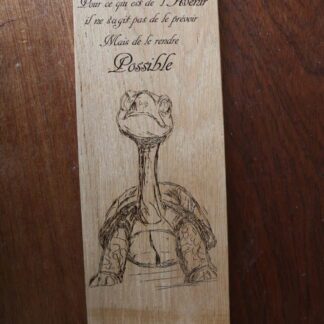 Pour ce qui est de l'Avenir
il ne s'agit pas de le prévoir
Mais de le rendre
Possible